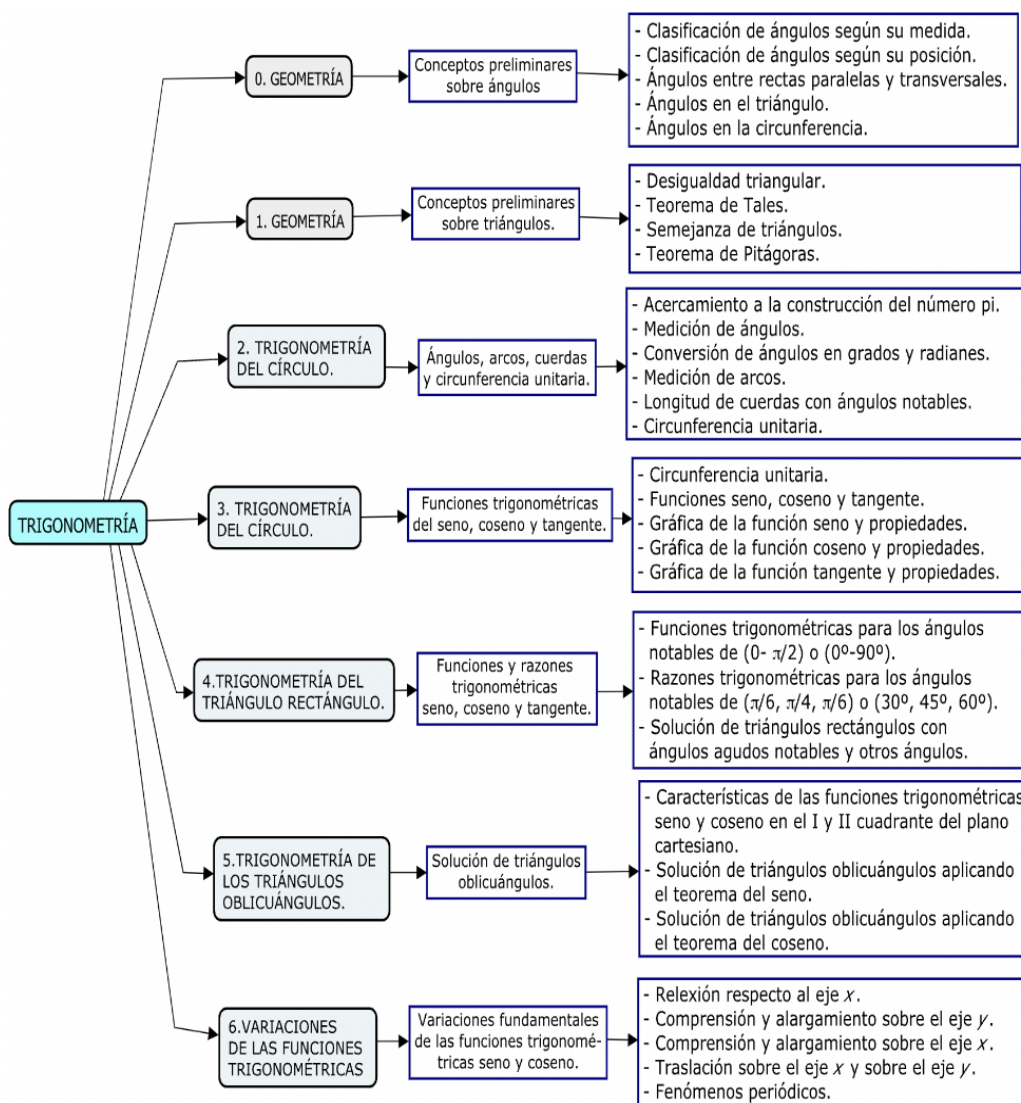 TRIGONOMETRÍA
0. GEOMETRÍA
Conceptos preliminares
sobre ángulos
- Clasificación de ángulos según su medida.
- Clasificación de ángulos según su posición.
- Ángulos entre rectas paralelas y transversales.
- Ángulos en el triángulo.
- Ángulos en la circunferencia.
1. GEOMETRÍA
Conceptos preliminares
sobre triángulos.
- Desigualdad triangular.
- Teorema de Tales.
- Semejanza de triángulos.
- Teorema de Pitágoras.
2. TRIGONOMETRÍA
DEL CÍRCULO.
Ángulos, arcos, cuerdas
y circunferencia unitaria.
- Acercamiento a la construcción del número pi.
- Medición de ángulos.
- Conversión de ángulos en grados y radianes.
- Medición de arcos.
- Longitud de cuerdas con ángulos notables.
- Circunferencia unitaria.
3. TRIGONOMETRÍA
DEL CÍRCULO.
Funciones trigonométricas
del seno, coseno y tangente.
- Circunferencia unitaria.
- Funciones seno, coseno y tangente.
- Gráfica de la función seno y propiedades.
- Gráfica de la función coseno y propiedades.
- Gráfica de la función tangente y propiedades.
4.TRIGONOMETRÍA DEL
TRIÁNGULO RECTÁNGULO.
Funciones y razones
trigonométricas
seno, coseno y tangente.
- Funciones trigonométricas para los ángulos
notables de (0- π/2) o (0º-90º).
- Razones trigonométricas para los ángulos
notables de (π/6, π/4, π/6) o (30º, 45º, 60º).
- Solución de triángulos rectángulos con
ángulos agudos notables y otros ángulos.
5.TRIGONOMETRÍA DE
LOS TRIÁNGULOS
OBLICUÁNGULOS.
Solución de triángulos
oblicuángulos.
- Características de las funciones trigonométricas
seno y coseno en el I y II cuadrante del plano
cartesiano.
- Solución de triángulos oblicuángulos aplicando
el teorema del seno.
- Solución de triángulos oblicuángulos aplicando
el teorema del coseno.
6.VARIACIONES
DE LAS FUNCIONES
TRIGONOMÉTRICAS
Variaciones fundamentales
de las funciones trigonomé-
métricas seno y coseno.
- Relexión respecto al eje x.
- Comprensión y alargamiento sobre el eje y.
- Comprensión y alargamiento sobre el eje x.
- Traslación sobre el eje x y sobre el eje y.
- Fenómenos periódicos.